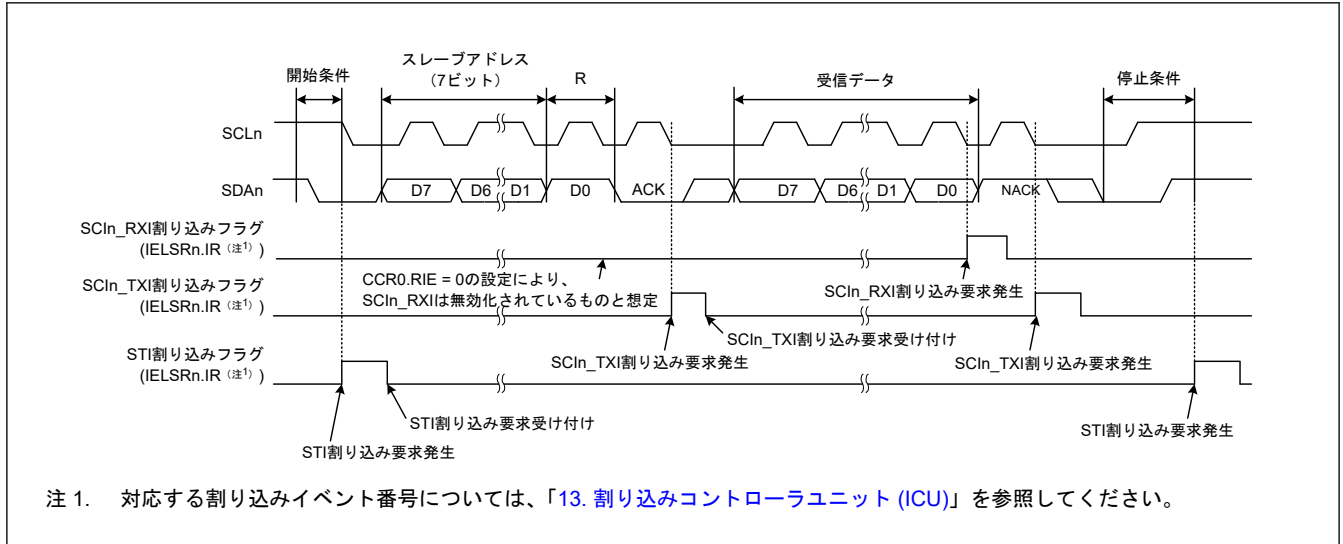 スレーブアドレス
(7ビット)
開始条件
R
受信データ
停止条件
SCLn
SDAn
D7
D6
D1
D0
ACK
D7
D6
D1
D0
NACK
SCIn_RXI割り込みフラグ
(IELSRn.IR (注1) )
CCR0.RIE = 0の設定により、
SCIn_RXIは無効化されているものと想定
SCIn_RXI割り込み要求発生
SCIn_TXI割り込みフラグ
(IELSRn.IR (注1) )
SCIn_TXI割り込み要求受け付け
SCIn_TXI割り込み要求発生
SCIn_TXI割り込み要求発生
STI割り込みフラグ
(IELSRn.IR (注1) )
STI割り込み要求受け付け
STI割り込み要求発生
STI割り込み要求発生
注 1. 対応する割り込みイベント番号については、「13. 割り込みコントローラユニット (ICU)」を参照してください。